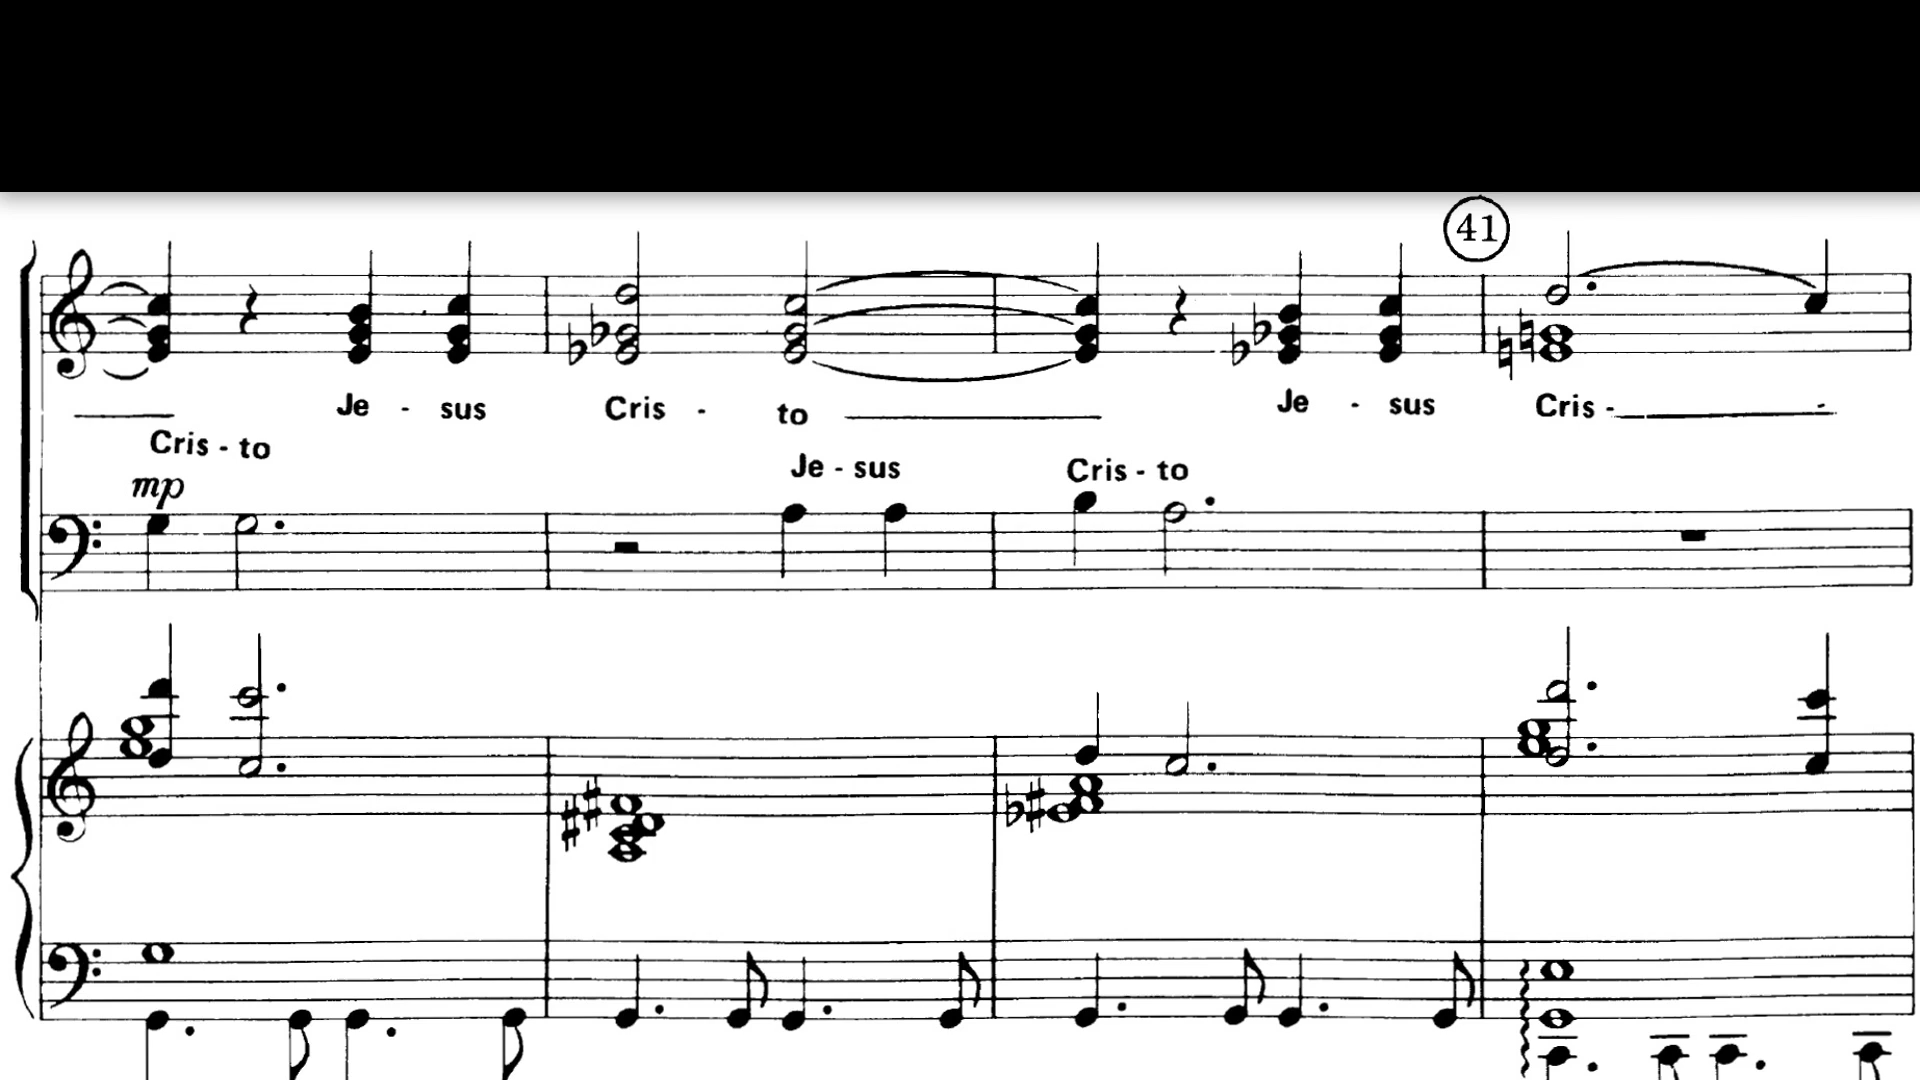 41
Je - sus Cris - to Je - sus Cris -
Cris - to Je - sus Cris - to
mp